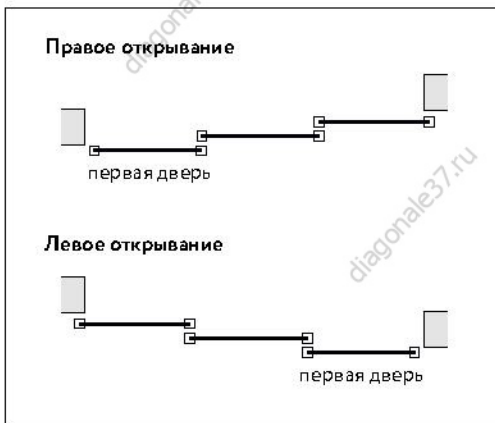 diagonale37.ru
Правое открывание
первая дверь
diagonale37.ru
Левое открывание
первая дверь